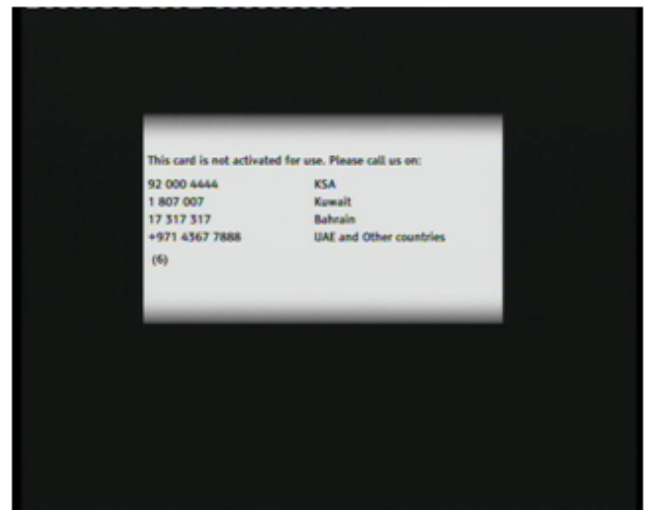 This card is not activated for use. Please call us on:
92 000 4444 KSA
1 807 007 Kuwait
17 317 317 Bahrain
+971 4367 7888 UAE and Other countries
(6)